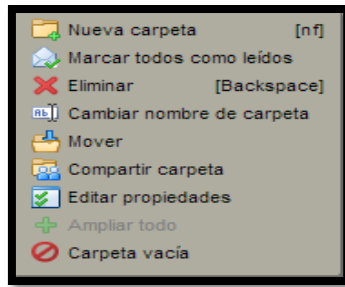 Nueva carpeta [nf]
Marcar todos como leídos
Eliminar [Backspace]
Cambiar nombre de carpeta
Mover
Compartir carpeta
Editar propiedades
Ampliar todo
Carpeta vacía